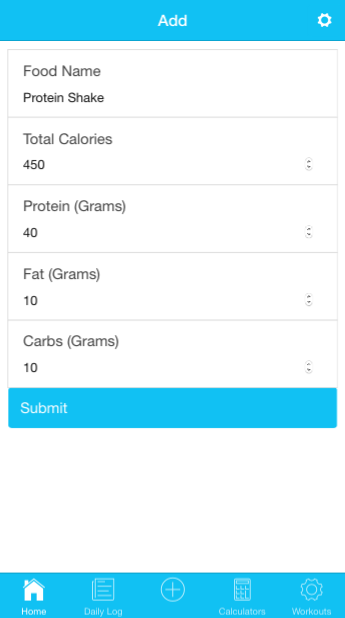 Add
Food Name
Protein Shake
Total Calories
450
Protein (Grams)
40
Fat (Grams)
10
Carbs (Grams)
10
Submit
Home Daily Log Calculators Workouts